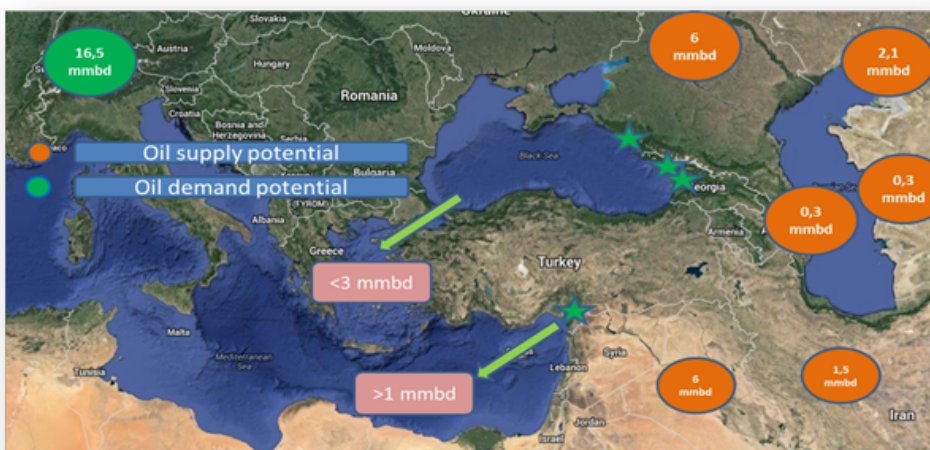 Ukraine
Slovakia
16,5
mmbd
Austria
Hungary
Moldova
6
mmbd
2,1
mmbd
Slovenia
Croatia
Romania
Bosnia and
Herzegovina
Serbia
Oil supply potential
Black Sea
Oil demand potential
Bulgaria
(FYROM)
Georgia
0,3
mmbd
0,3
mmbd
Albania
Armenia
Greece
Turkey
<3 mmbd
Malta
Mediterranean
Sea
Syria
Tunisia
Lebanon
>1 mmbd
6
mmbd
1,5
mmbd
Iran
Israel
Jordan